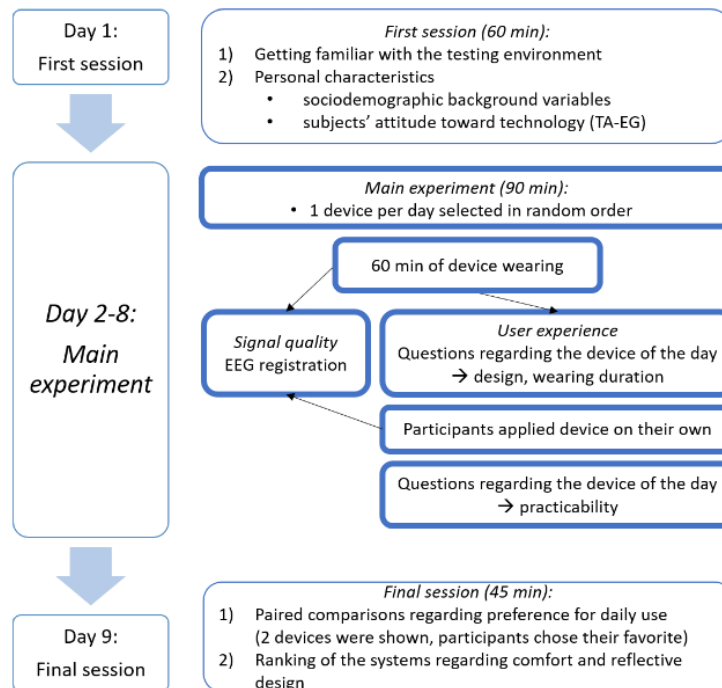 Day 1:
First session
First session (60 min):
1) Getting familiar with the testing environment
2) Personal characteristics
• sociodemographic background variables
• subjects' attitude toward technology (TA-EG)
Day 2-8:
Main
experiment
Main experiment (90 min):
• 1 device per day selected in random order
60 min of device wearing
Signal quality
EEG registration
User experience
Questions regarding the device of the day
→ design, wearing duration
Participants applied device on their own
Questions regarding the device of the day
→ practicability
Day 9:
Final session
Final session (45 min):
1) Paired comparisons regarding preference for daily use
(2 devices were shown, participants chose their favorite)
2) Ranking of the systems regarding comfort and reflective
design